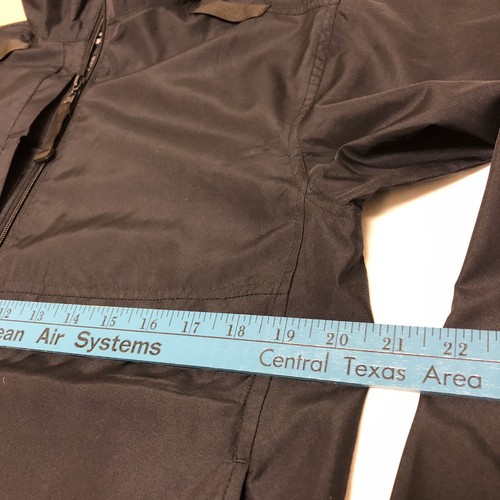 12 13 14 15 16 17 18 19 20 21 22
ean Air Systems
Central Texas Area